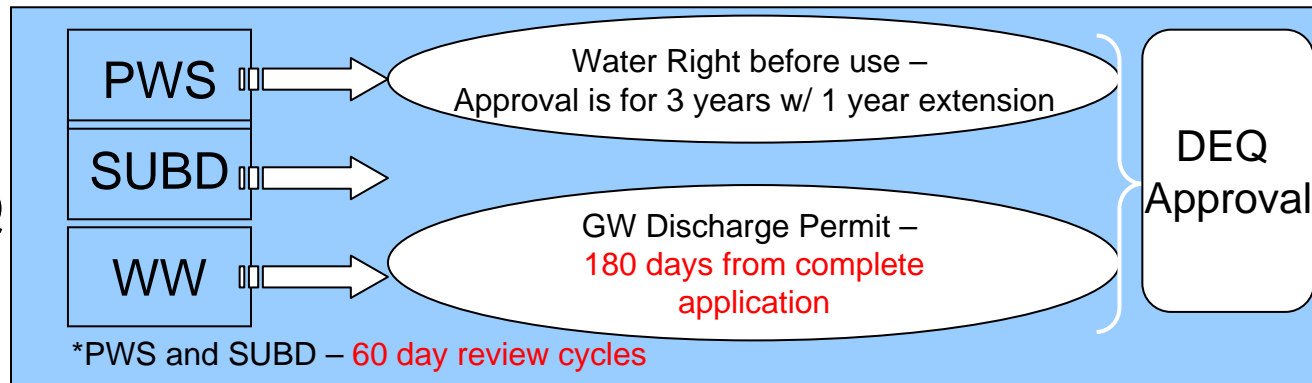 PWS
Water Right before use –
Approval is for 3 years w/ 1 year extension
SUBD
DEQ
Approval
WW
GW Discharge Permit –
180 days from complete
application
*PWS and SUBD – 60 day review cycles